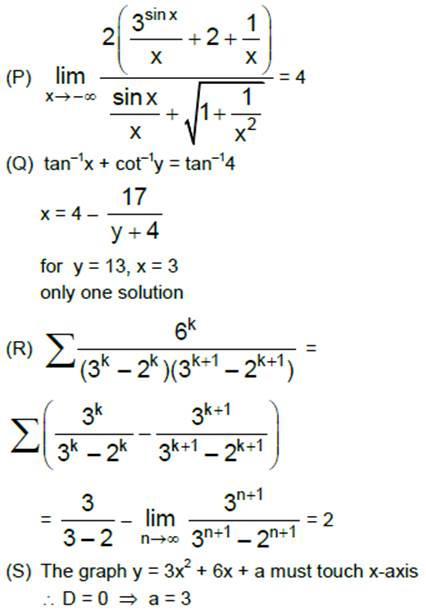 (P) lim x→−∞ 2(3^sin x/x + 2 + 1/x) / (sin x/x + √(1 + 1/x²)) = 4
(Q) tan⁻¹x + cot⁻¹y = tan⁻¹4
x = 4 – 17/(y + 4)
for y = 13, x = 3
only one solution
(R) ∑ 6^k/((3^k − 2^k)(3^(k+1) − 2^(k+1))) =
∑(3^k/(3^k − 2^k) − 3^(k+1)/(3^(k+1) − 2^(k+1)))
= 3/(3 − 2) − lim n→∞ 3^(n+1)/(3^(n+1) − 2^(n+1)) = 2
(S) The graph y = 3x² + 6x + a must touch x-axis
∴ D = 0 ⇒ a = 3